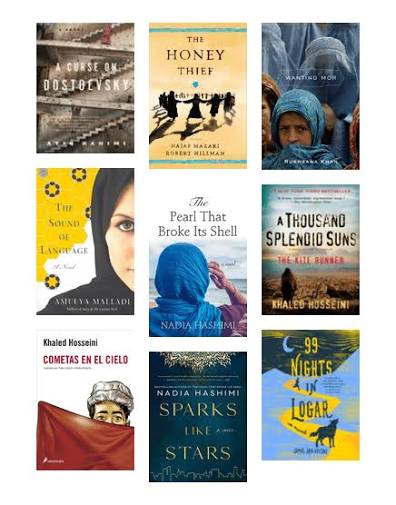 A CURSE ON
DOSTOEVSKY
ATIQ RAHIMI
THE
HONEY
THIEF
NAJAF MAZARI
ROBERT HILLMAN
WANTING MOR
RUKHSANA KHAN
THE
SOUND
OF
LANGUAGE
A Novel
AMULYA MALLADI
The
Pearl That
Broke Its Shell
a novel
NADIA HASHIMI
A THOUSAND
SPLENDID SUNS
THE KITE RUNNER
KHALED HOSSEINI
Khaled Hosseini
COMETAS EN EL CIELO
NADIA HASHIMI
SPARKS
LIKE
STARS
99
NIGHTS
IN
LOGAR